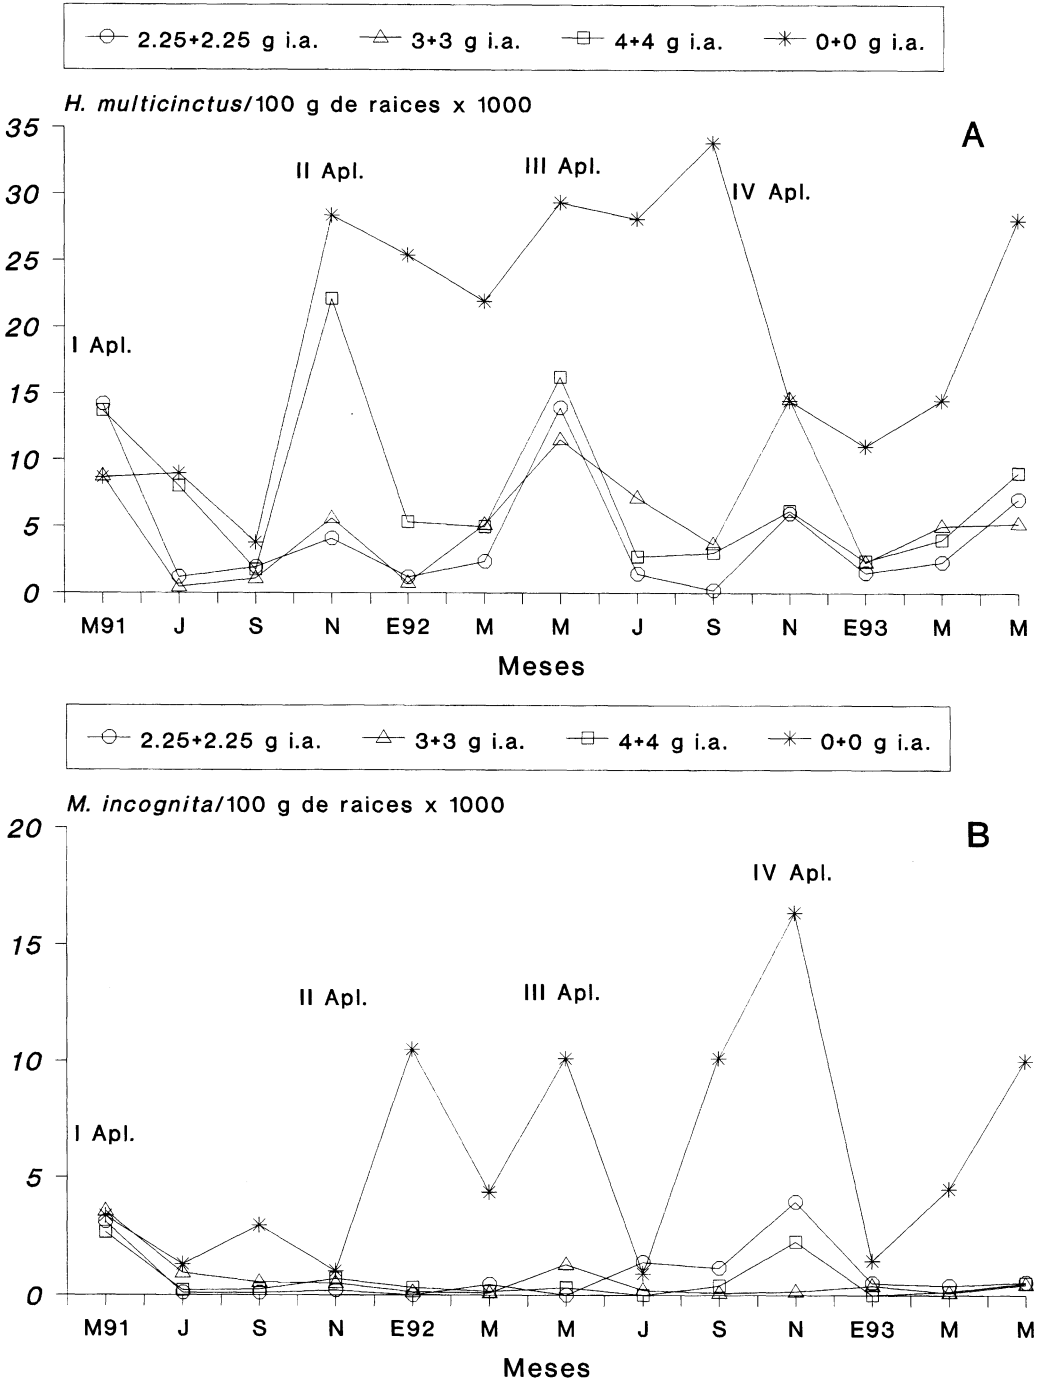 2.25+2.25 g i.a. 3+3 g i.a. 4+4 g i.a. 0+0 g i.a.
H. multicinctus/100 g de raices x 1000
A
35
30
25
20
15
10
5
0
I Apl.
II Apl.
III Apl.
IV Apl.
M91 J S N E92 M M J S N E93 M M
Meses
2.25+2.25 g i.a. 3+3 g i.a. 4+4 g i.a. 0+0 g i.a.
M. incognita/100 g de raices x 1000
B
20
15
10
5
0
I Apl.
II Apl.
III Apl.
IV Apl.
M91 J S N E92 M M J S N E93 M M
Meses